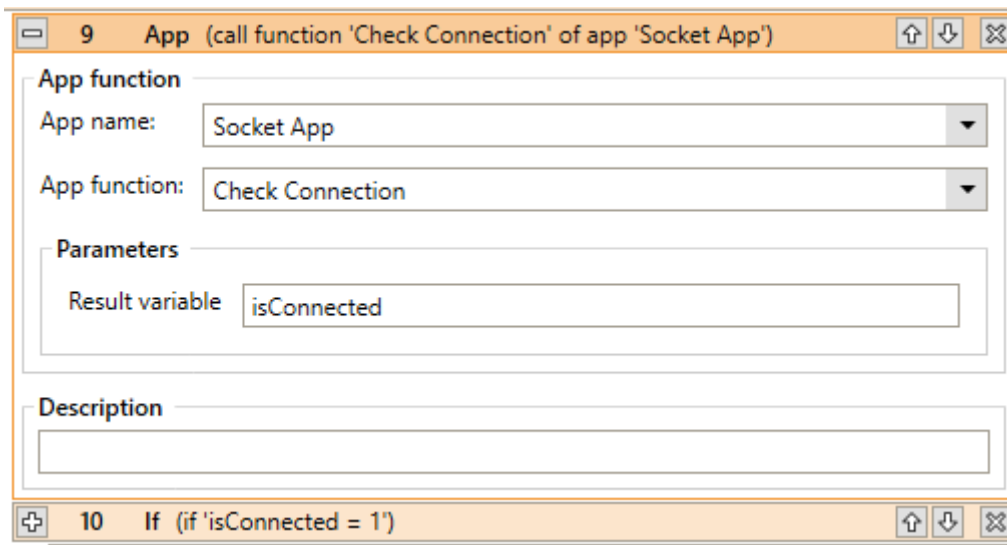 9 App (call function 'Check Connection' of app 'Socket App')
App function
App name: Socket App
App function: Check Connection
Parameters
Result variable isConnected
Description
10 If (if 'isConnected = 1')